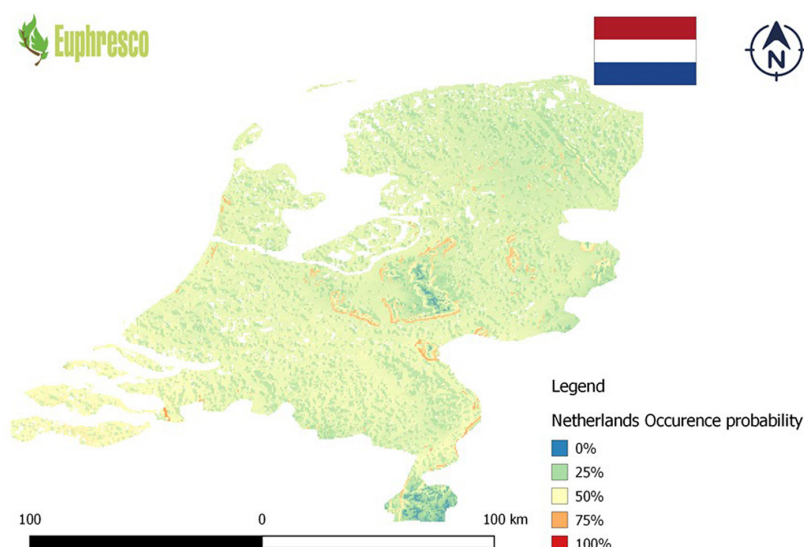 Euphresco
N
Legend
Netherlands Occurence probability
0%
25%
50%
75%
100%
100 0 100 km